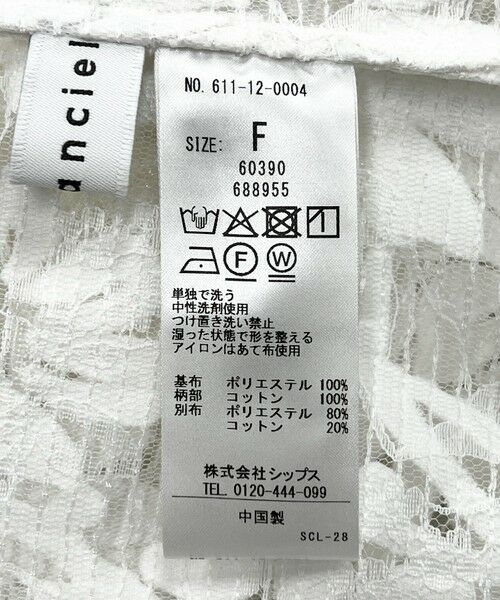 anciel
NO. 611-12-0004
SIZE: F
60390
688955
F W
単独で洗う
中性洗剤使用
つけ置き洗い禁止
湿った状態で形を整える
アイロンはあて布使用
基布 ポリエステル 100%
柄部 コットン 100%
別布 ポリエステル 80%
コットン 20%
株式会社シップス
TEL. 0120-444-099
中国製
SCL-28